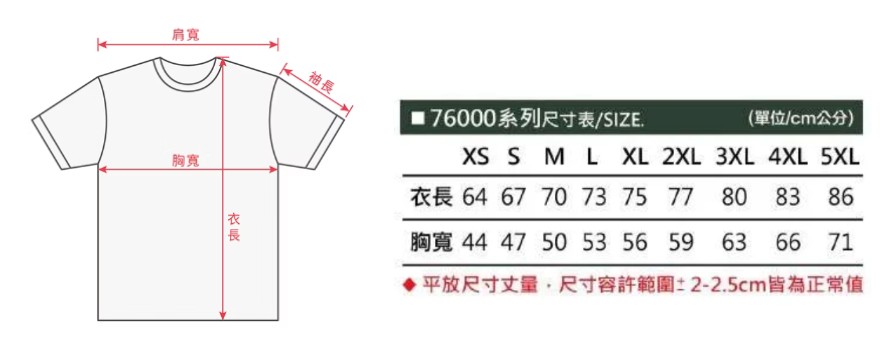 肩寬
袖長
胸寬
衣長
■ 76000系列尺寸表/SIZE. (單位/cm公分)
XS S M L XL 2XL 3XL 4XL 5XL
衣長 64 67 70 73 75 77 80 83 86
胸寬 44 47 50 53 56 59 63 66 71
◆ 平放尺寸丈量．尺寸容許範圍± 2-2.5cm皆為正常值